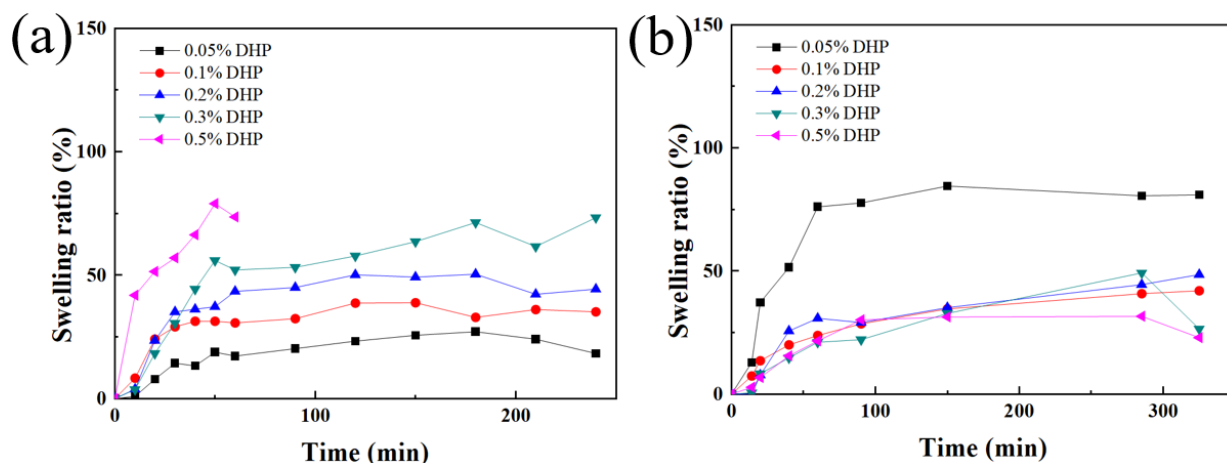 (a)
150
100
50
0
0
100
200
Swelling ratio (%)
Time (min)
0.05% DHP
0.1% DHP
0.2% DHP
0.3% DHP
0.5% DHP
(b)
150
100
50
0
0
100
200
300
Swelling ratio (%)
Time (min)
0.05% DHP
0.1% DHP
0.2% DHP
0.3% DHP
0.5% DHP